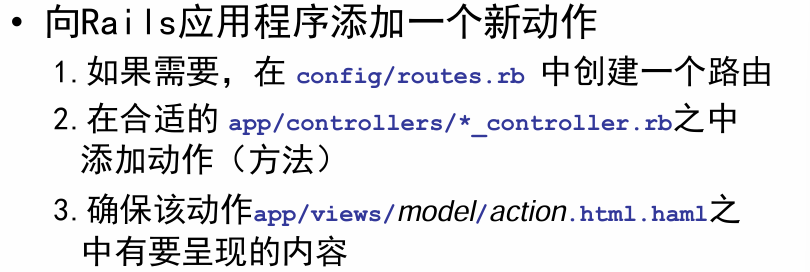 • 向Rails应用程序添加一个新动作
1. 如果需要，在 config/routes.rb 中创建一个路由
2. 在合适的 app/controllers/*_controller.rb之中
添加动作（方法）
3. 确保该动作app/views/model/action.html.haml之
中有要呈现的内容